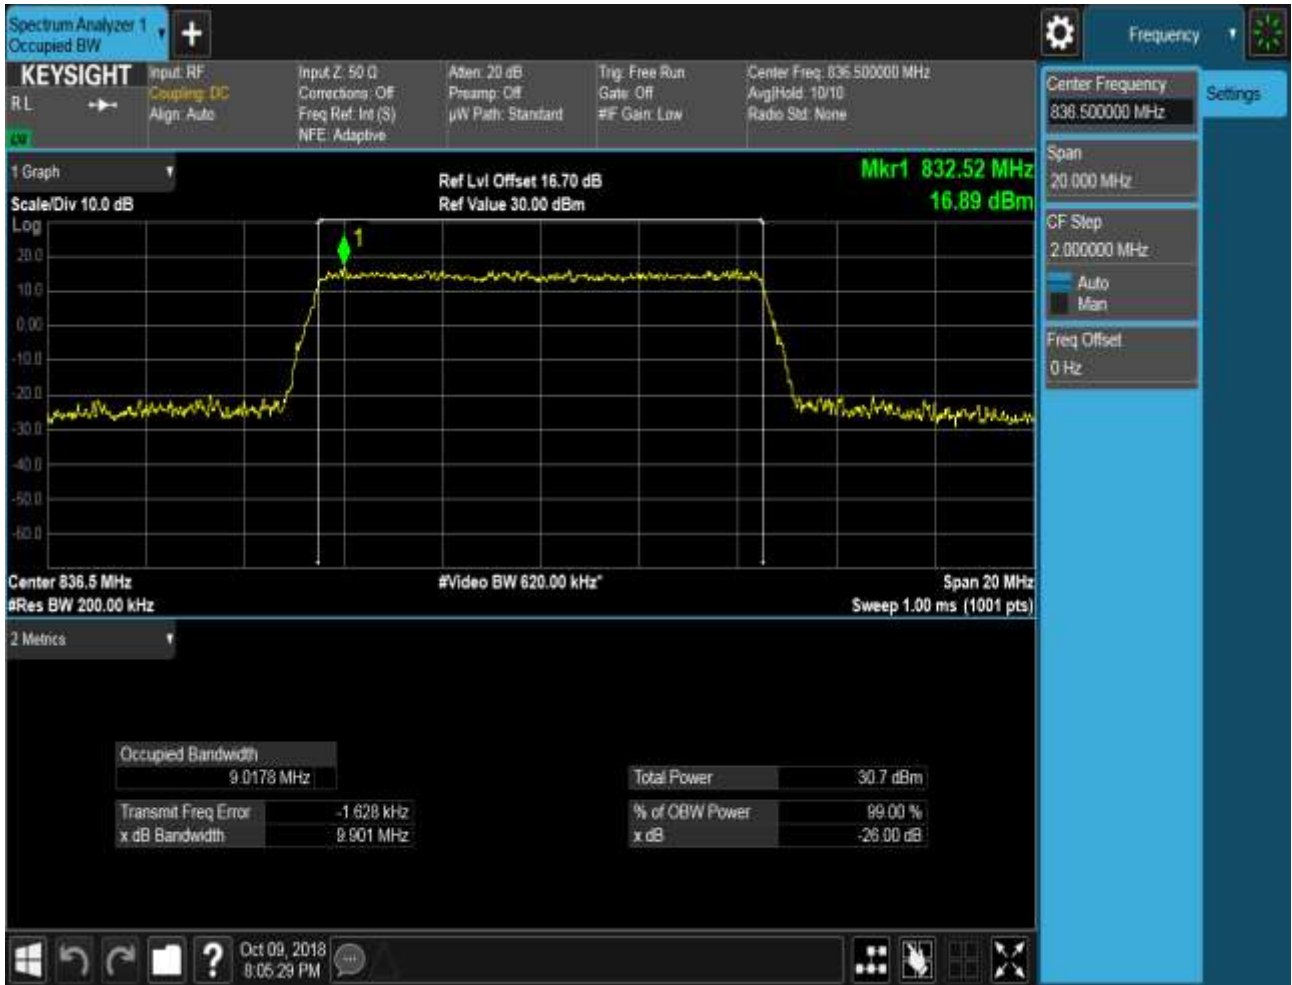 Spectrum Analyzer 1
Occupied BW
+
Frequency
KEYSIGHT
RL
Input: RF
Coupling: DC
Align: Auto
Input Z: 50 Ω
Corrections: Off
Freq Ref: Int (S)
NFE: Adaptive
Atten: 20 dB
Preamp: Off
µW Path: Standard
Trig: Free Run
Gate: Off
#IF Gain: Low
Center Freq: 836.500000 MHz
Avg|Hold: 10/10
Radio Std: None
Center Frequency
836.500000 MHz
Settings
Span
20.000 MHz
CF Step
2.000000 MHz
Auto
Man
Freq Offset
0 Hz
1 Graph
Scale/Div 10.0 dB
Ref Lvl Offset 16.70 dB
Ref Value 30.00 dBm
Mkr1 832.52 MHz
16.89 dBm
Log
1
20.0
10.0
0.00
-10.0
-20.0
-30.0
-40.0
-50.0
-60.0
Center 836.5 MHz
#Res BW 200.00 kHz
#Video BW 620.00 kHz*
Span 20 MHz
Sweep 1.00 ms (1001 pts)
2 Metrics
Occupied Bandwidth
9.0178 MHz
Transmit Freq Error -1.628 kHz
x dB Bandwidth 9.901 MHz
Total Power 30.7 dBm
% of OBW Power 99.00 %
x dB -26.00 dB
?
Oct 09, 2018
8:05:29 PM